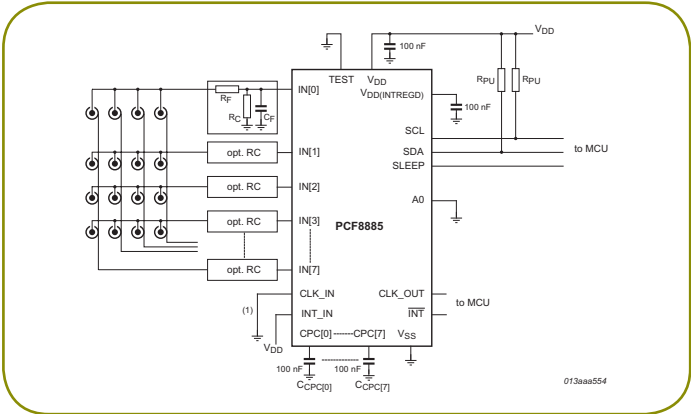 VDD
100 nF
TEST
VDD
RPU
RPU
VDD(INTREGD)
IN[0]
RF
RC
CF
100 nF
SCL
SDA
to MCU
SLEEP
opt. RC
IN[1]
opt. RC
IN[2]
A0
opt. RC
IN[3]
PCF8885
opt. RC
IN[7]
CLK_IN
CLK_OUT
(1)
to MCU
INT_IN
INT
CPC[0]
CPC[7]
VSS
VDD
100 nF
100 nF
CCPC[0]
CCPC[7]
013aaa554